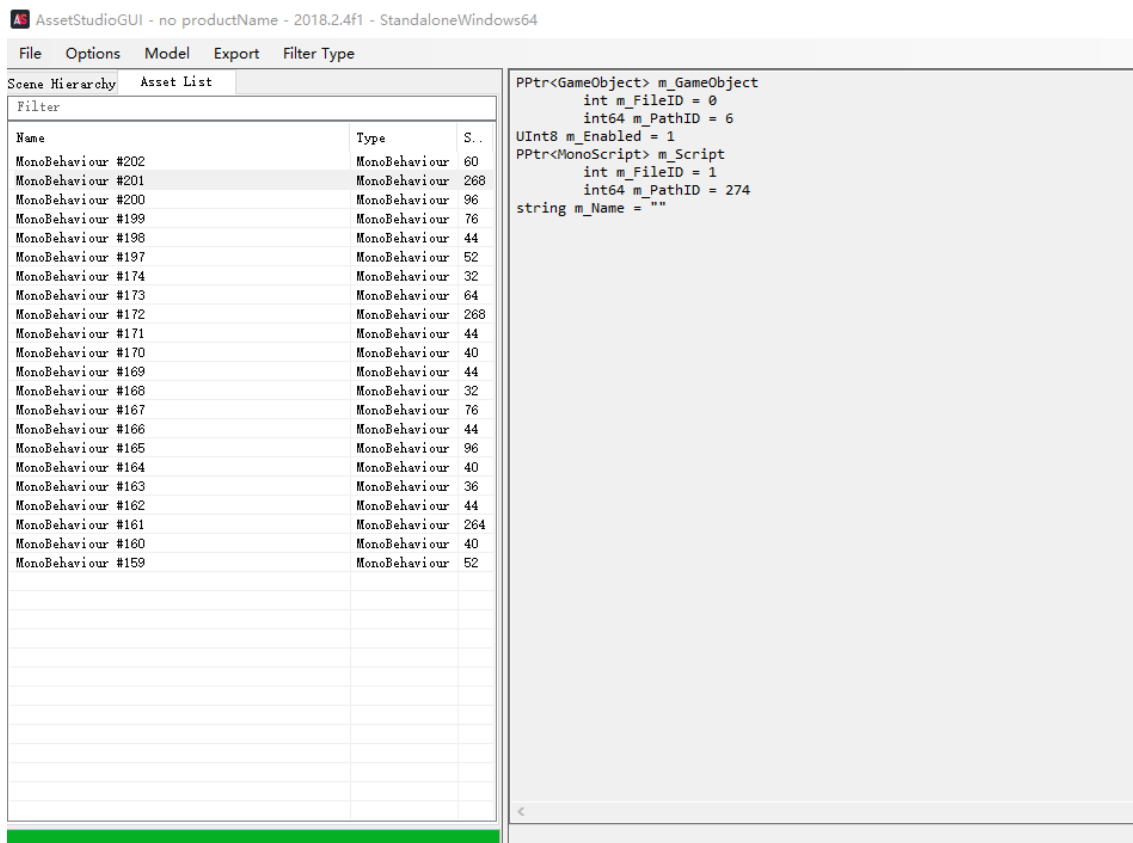 AS AssetStudioGUI - no productName - 2018.2.4f1 - StandaloneWindows64
File Options Model Export Filter Type
Scene Hierarchy Asset List
Filter
Name Type S..
MonoBehaviour #202 MonoBehaviour 60
MonoBehaviour #201 MonoBehaviour 268
MonoBehaviour #200 MonoBehaviour 96
MonoBehaviour #199 MonoBehaviour 76
MonoBehaviour #198 MonoBehaviour 44
MonoBehaviour #197 MonoBehaviour 52
MonoBehaviour #174 MonoBehaviour 32
MonoBehaviour #173 MonoBehaviour 64
MonoBehaviour #172 MonoBehaviour 268
MonoBehaviour #171 MonoBehaviour 44
MonoBehaviour #170 MonoBehaviour 40
MonoBehaviour #169 MonoBehaviour 44
MonoBehaviour #168 MonoBehaviour 32
MonoBehaviour #167 MonoBehaviour 76
MonoBehaviour #166 MonoBehaviour 44
MonoBehaviour #165 MonoBehaviour 96
MonoBehaviour #164 MonoBehaviour 40
MonoBehaviour #163 MonoBehaviour 36
MonoBehaviour #162 MonoBehaviour 44
MonoBehaviour #161 MonoBehaviour 264
MonoBehaviour #160 MonoBehaviour 40
MonoBehaviour #159 MonoBehaviour 52
PPtr<GameObject> m_GameObject
int m_FileID = 0
int64 m_PathID = 6
UInt8 m_Enabled = 1
PPtr<MonoScript> m_Script
int m_FileID = 1
int64 m_PathID = 274
string m_Name = ""